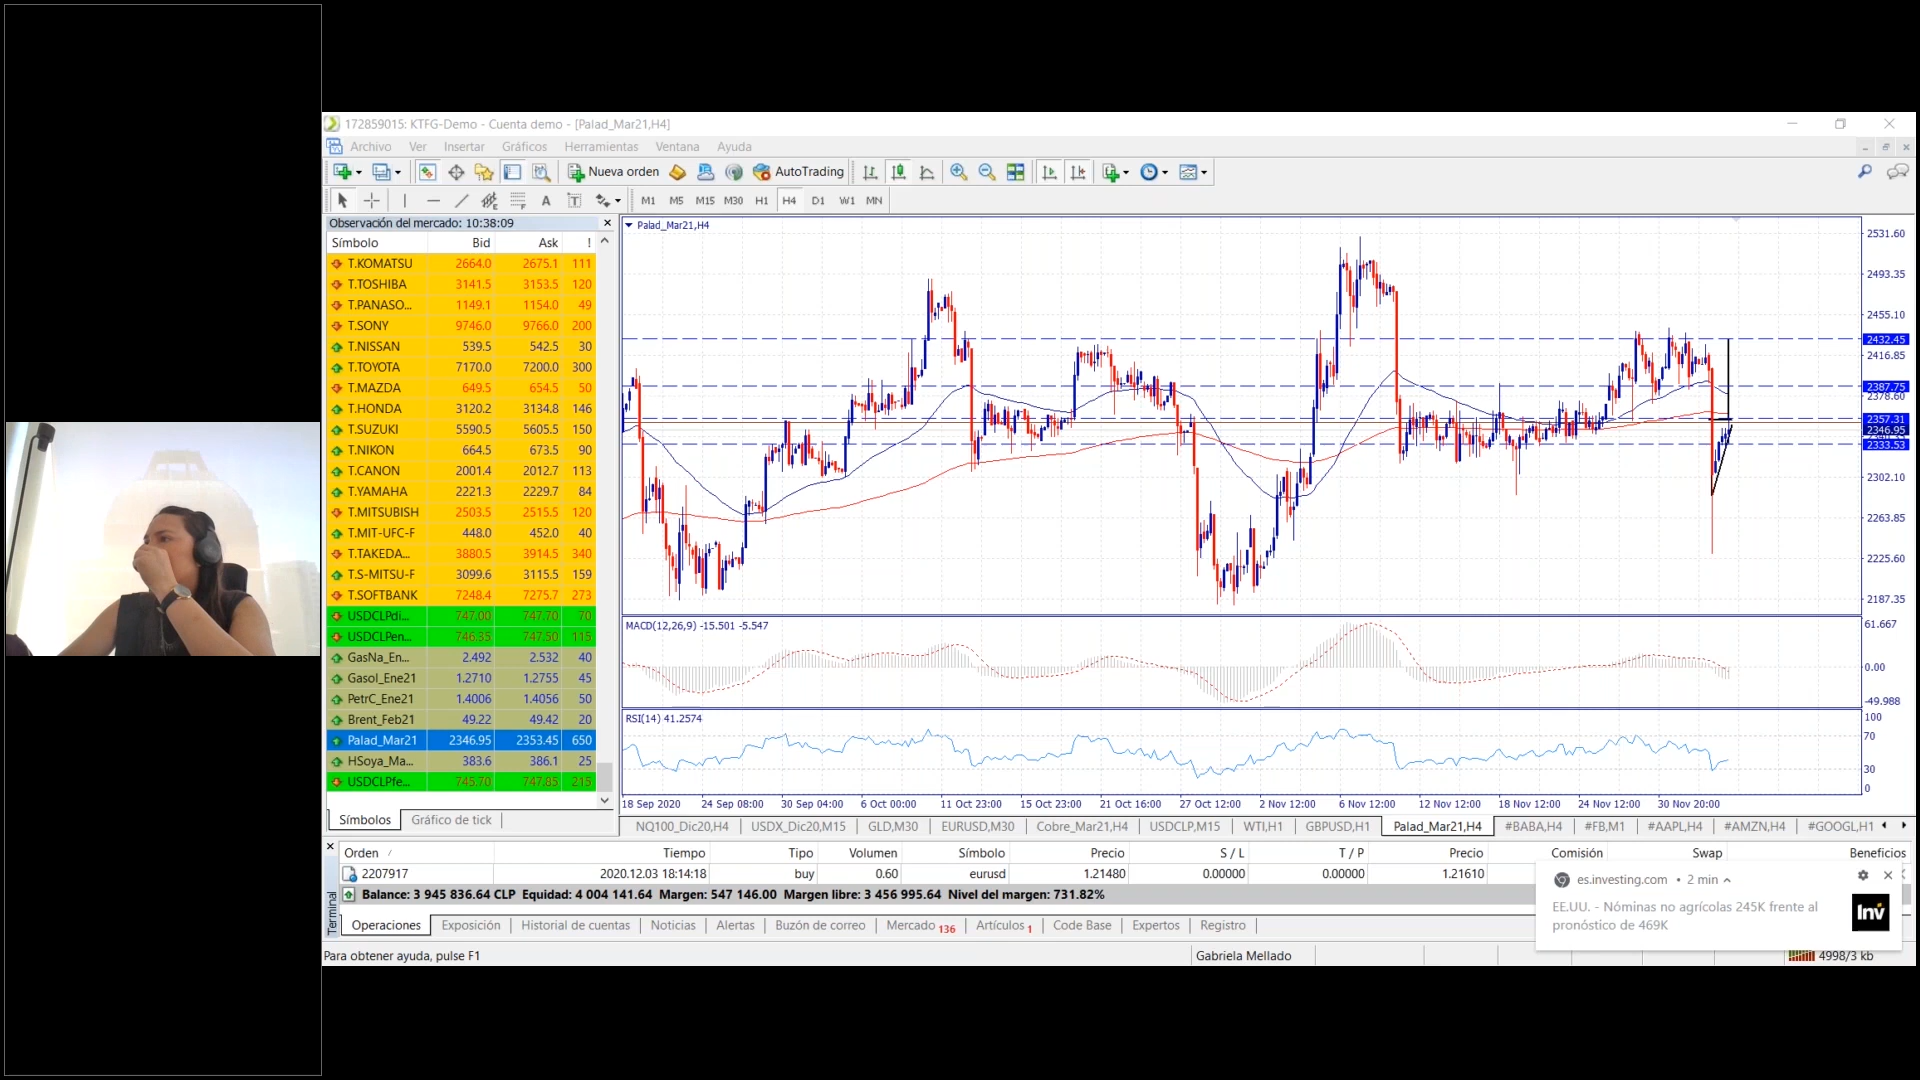 172859015: KTFG-Demo - Cuenta demo - [Palad_Mar21,H4]
Archivo Ver Insertar Gráficos Herramientas Ventana Ayuda
Nueva orden AutoTrading
A T M1 M5 M15 M30 H1 H4 D1 W1 MN
Observación del mercado: 10:38:09
Símbolo Bid Ask !
T.KOMATSU 2664.0 2675.1 111
T.TOSHIBA 3141.5 3153.5 120
T.PANASO... 1149.1 1154.0 49
T.SONY 9746.0 9766.0 200
T.NISSAN 539.5 542.5 30
T.TOYOTA 7170.0 7200.0 300
T.MAZDA 649.5 654.5 50
T.HONDA 3120.2 3134.8 146
T.SUZUKI 5590.5 5605.5 150
T.NIKON 664.5 673.5 90
T.CANON 2001.4 2012.7 113
T.YAMAHA 2221.3 2229.7 84
T.MITSUBISH 2503.5 2515.5 120
T.MIT-UFC-F 448.0 452.0 40
T.TAKEDA... 3880.5 3914.5 340
T.S-MITSU-F 3099.6 3115.5 159
T.SOFTBANK 7248.4 7275.7 273
USDCLPdi... 747.00 747.70 70
USDCLPen... 746.35 747.50 115
GasNa_En... 2.492 2.532 40
Gasol_Ene21 1.2710 1.2755 45
PetrC_Ene21 1.4006 1.4056 50
Brent_Feb21 49.22 49.42 20
Palad_Mar21 2346.95 2353.45 650
HSoya_Ma... 383.6 386.1 25
USDCLPfe... 745.70 747.85 215
Símbolos Gráfico de tick
Palad_Mar21,H4
2531.60
2493.35
2455.10
2432.45
2416.85
2387.75
2378.60
2357.31
2346.95
2333.53
2302.10
2263.85
2225.60
2187.35
MACD(12,26,9) -15.501 -5.547
61.667
0.00
-49.988
RSI(14) 41.2574
100
70
30
0
18 Sep 2020 24 Sep 08:00 30 Sep 04:00 6 Oct 00:00 11 Oct 23:00 15 Oct 23:00 21 Oct 16:00 27 Oct 12:00 2 Nov 12:00 6 Nov 12:00 12 Nov 12:00 18 Nov 12:00 24 Nov 12:00 30 Nov 20:00
NQ100_Dic20,H4 USDX_Dic20,M15 GLD,M30 EURUSD,M30 Cobre_Mar21,H4 USDCLP,M15 WTI,H1 GBPUSD,H1 Palad_Mar21,H4 #BABA,H4 #FB,M1 #AAPL,H4 #AMZN,H4 #GOOGL,H1
Orden / Tiempo Tipo Volumen Símbolo Precio S / L T / P Precio Comisión Swap Beneficios
2207917 2020.12.03 18:14:18 buy 0.60 eurusd 1.21480 0.00000 0.00000 1.21610
Balance: 3 945 836.64 CLP Equidad: 4 004 141.64 Margen: 547 146.00 Margen libre: 3 456 995.64 Nivel del margen: 731.82%
Terminal
Operaciones Exposición Historial de cuentas Noticias Alertas Buzón de correo Mercado 136 Artículos 1 Code Base Expertos Registro
es.investing.com • 2 min
EE.UU. - Nóminas no agrícolas 245K frente al
pronóstico de 469K
Inv
Para obtener ayuda, pulse F1 Gabriela Mellado 4998/3 kb